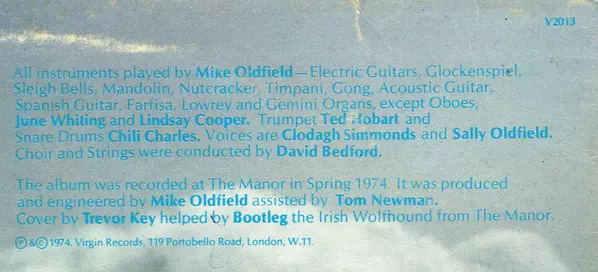 V2013
All instruments played by Mike Oldfield—Electric Guitars, Glockenspiel,
Sleigh Bells, Mandolin, Nutcracker, Timpani, Gong, Acoustic Guitar,
Spanish Guitar, Farfisa, Lowrey and Gemini Organs, except Oboes,
June Whiting and Lindsay Cooper. Trumpet Ted Hobart and
Snare Drums Chili Charles. Voices are Clodagh Simmonds and Sally Oldfield.
Choir and Strings were conducted by David Bedford.
The album was recorded at The Manor in Spring 1974. It was produced
and engineered by Mike Oldfield assisted by Tom Newman.
Cover by Trevor Key helped by Bootleg the Irish Wolfhound from The Manor.
℗&©1974. Virgin Records, 119 Portobello Road, London, W.11.